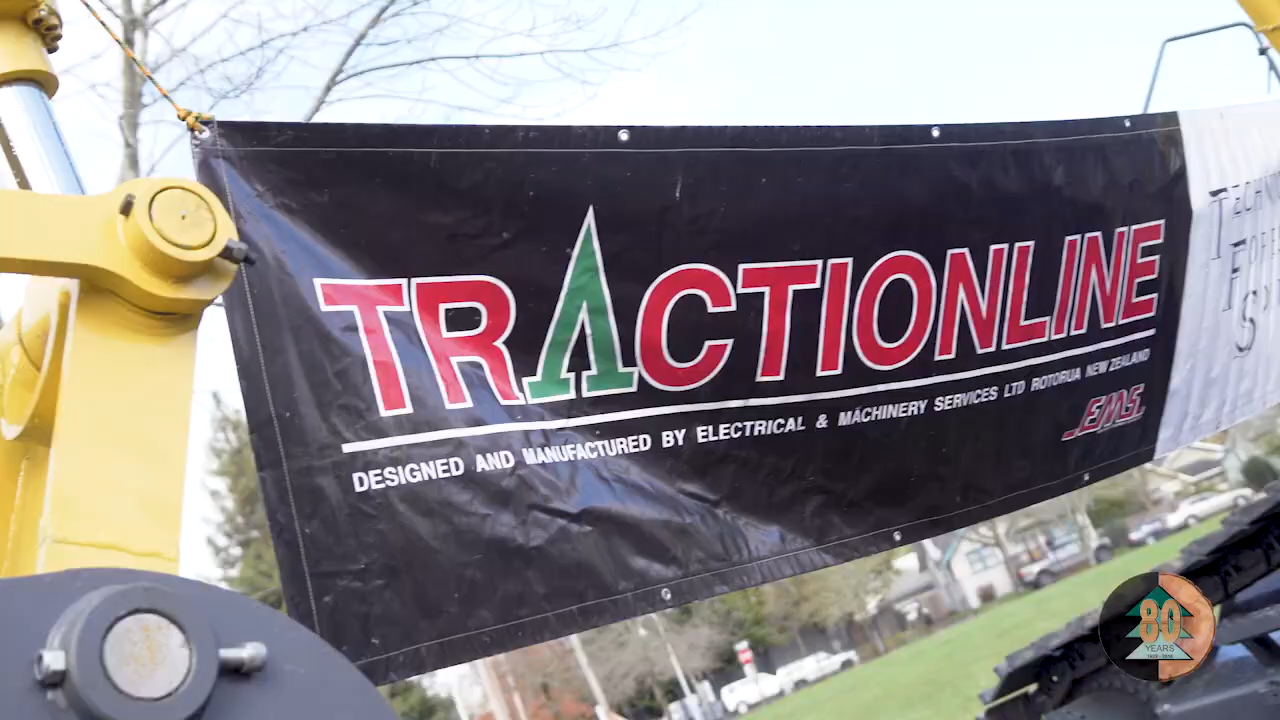 TRACTIONLINE
DESIGNED AND MANUFACTURED BY ELECTRICAL & MACHINERY SERVICES LTD ROTORUA NEW ZEALAND
EMS
80
YEARS